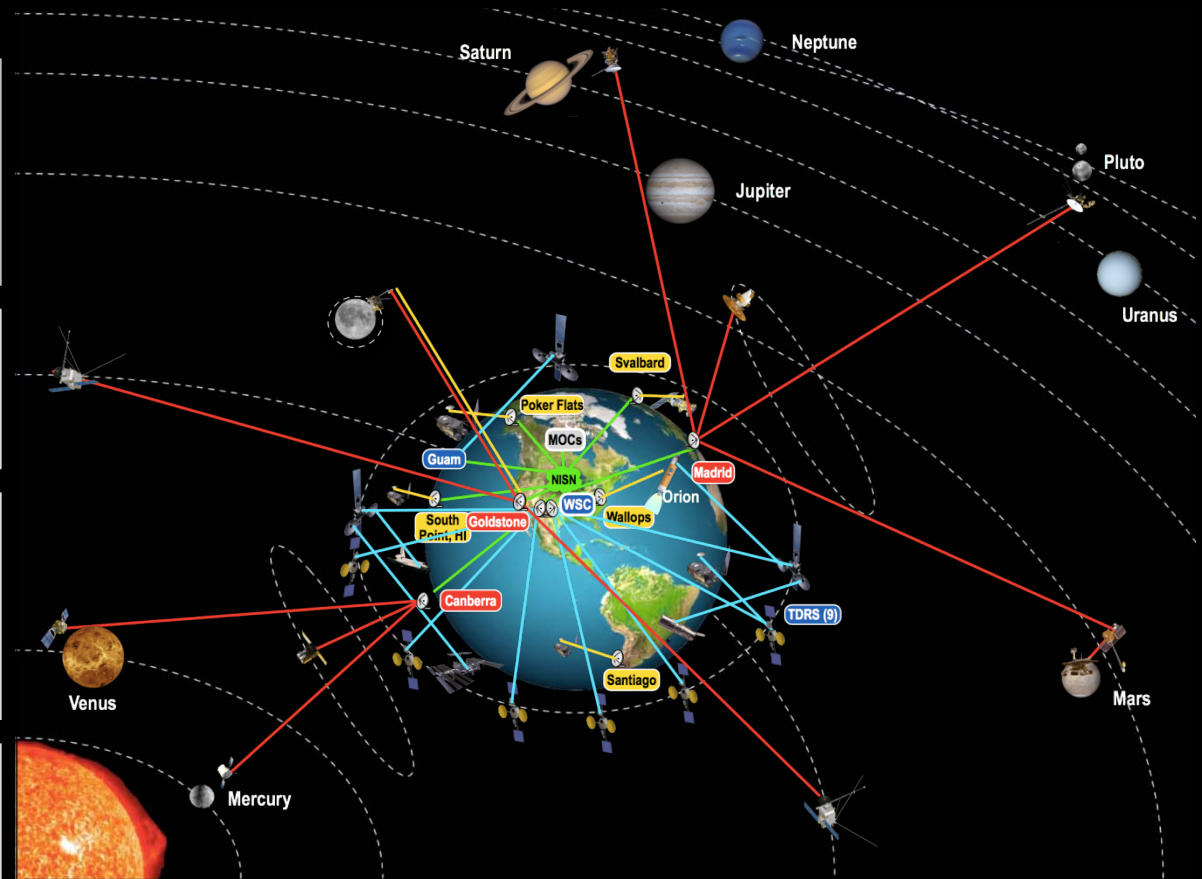 Saturn
Neptune
Pluto
Jupiter
Uranus
Svalbard
Poker Flats
MOCs
Guam
Madrid
NISN
Orion
WSC
South
Point, HI
Goldstone
Wallops
Canberra
TDRS (9)
Santiago
Venus
Mars
Mercury